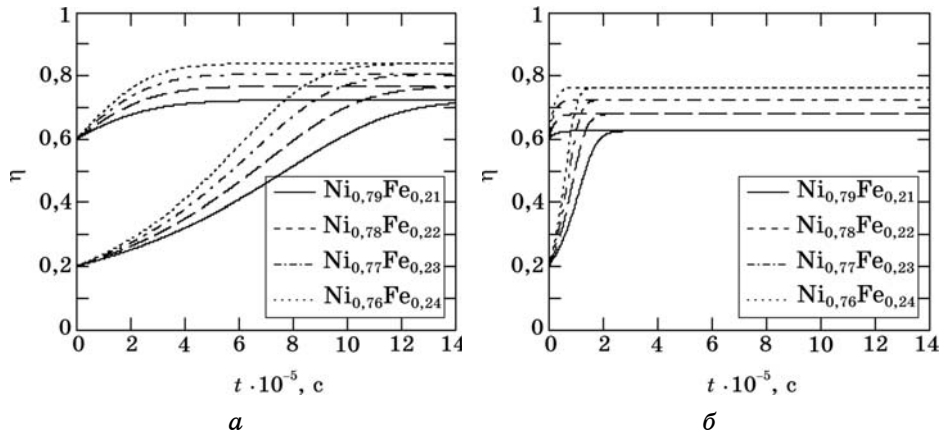 1
0,8
0,6
0,4
0,2
0
η
Ni0,79Fe0,21
Ni0,78Fe0,22
Ni0,77Fe0,23
Ni0,76Fe0,24
0 2 4 6 8 10 12 14
t · 10⁻⁵, с
а
1
0,8
0,6
0,4
0,2
0
η
Ni0,79Fe0,21
Ni0,78Fe0,22
Ni0,77Fe0,23
Ni0,76Fe0,24
0 2 4 6 8 10 12 14
t · 10⁻⁵, с
б